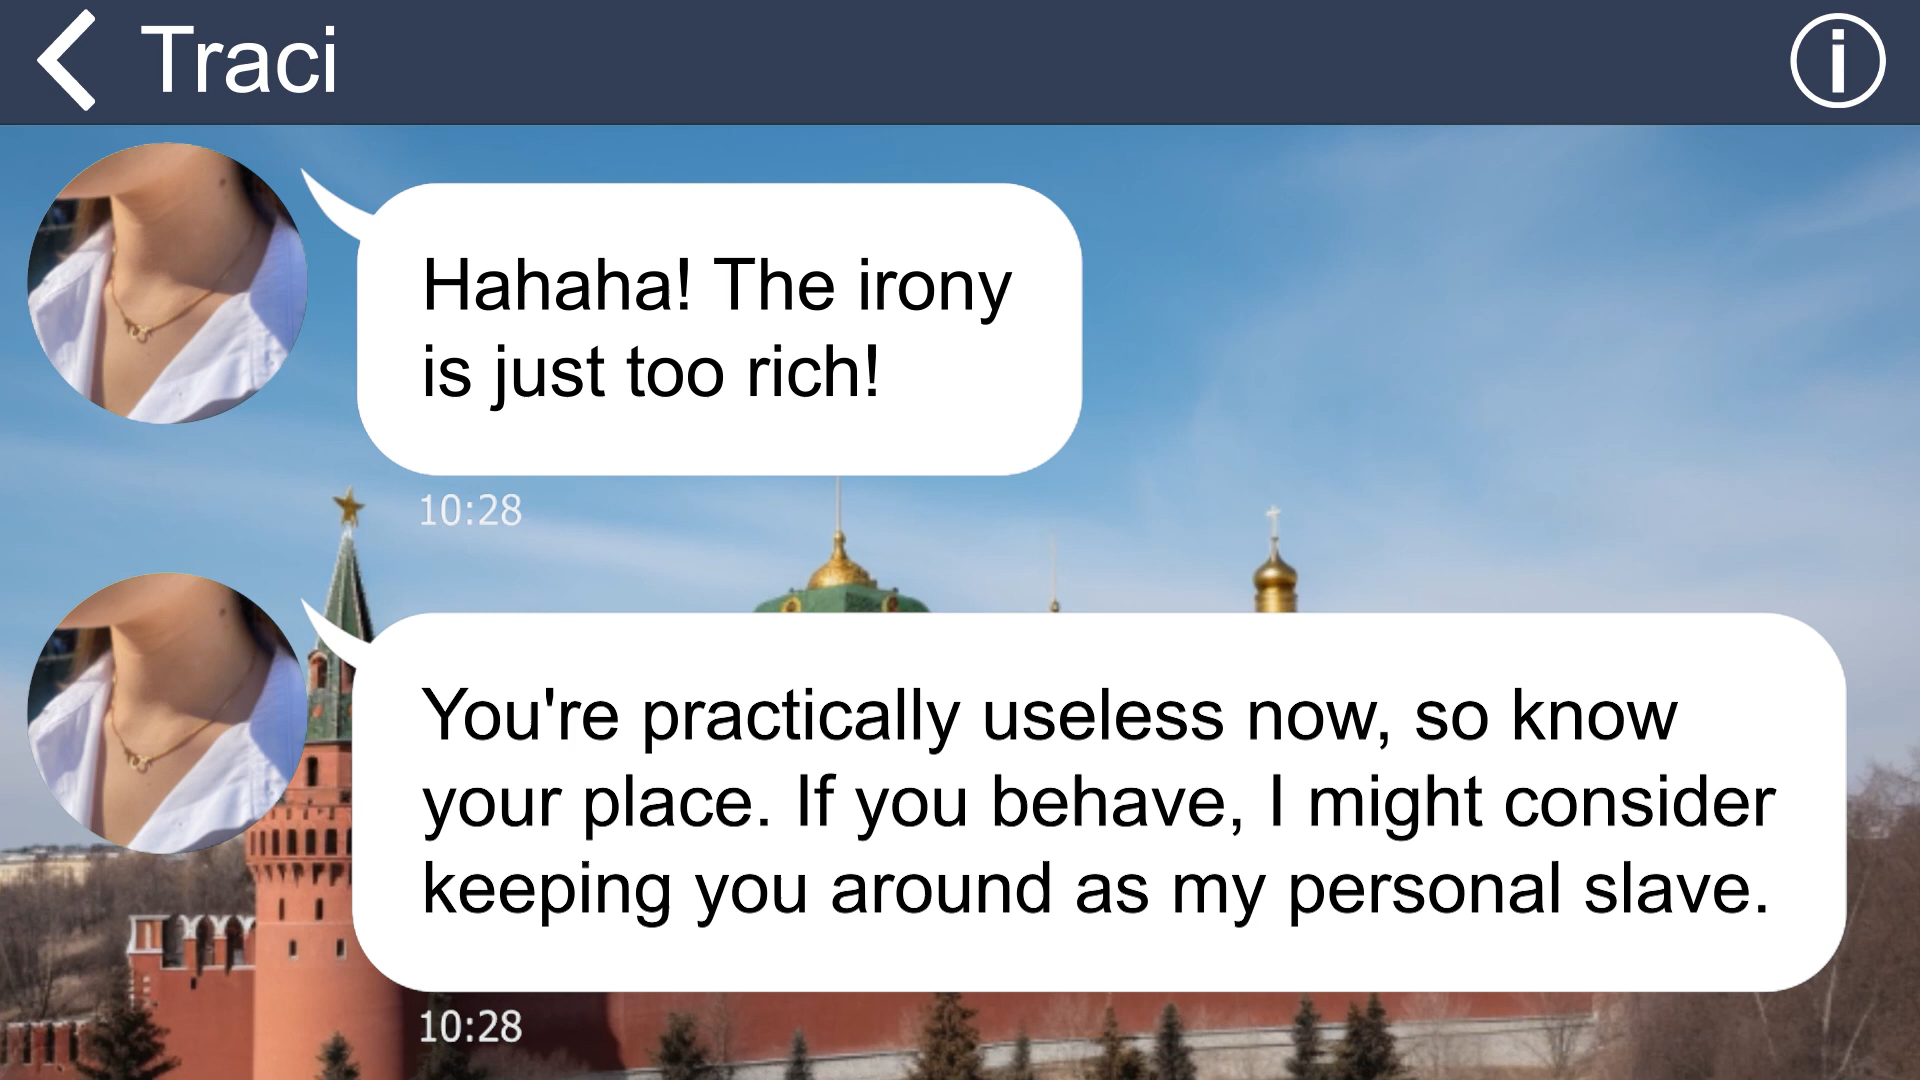 Traci
Hahaha! The irony
is just too rich!
10:28
You're practically useless now, so know
your place. If you behave, I might consider
keeping you around as my personal slave.
10:28